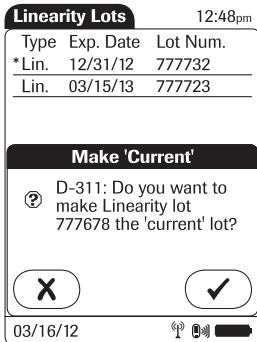 Linearity Lots 12:48pm
Type Exp. Date Lot Num.
*Lin. 12/31/12 777732
Lin. 03/15/13 777723
Make 'Current'
D-311: Do you want to
make Linearity lot
777678 the 'current' lot?
03/16/12